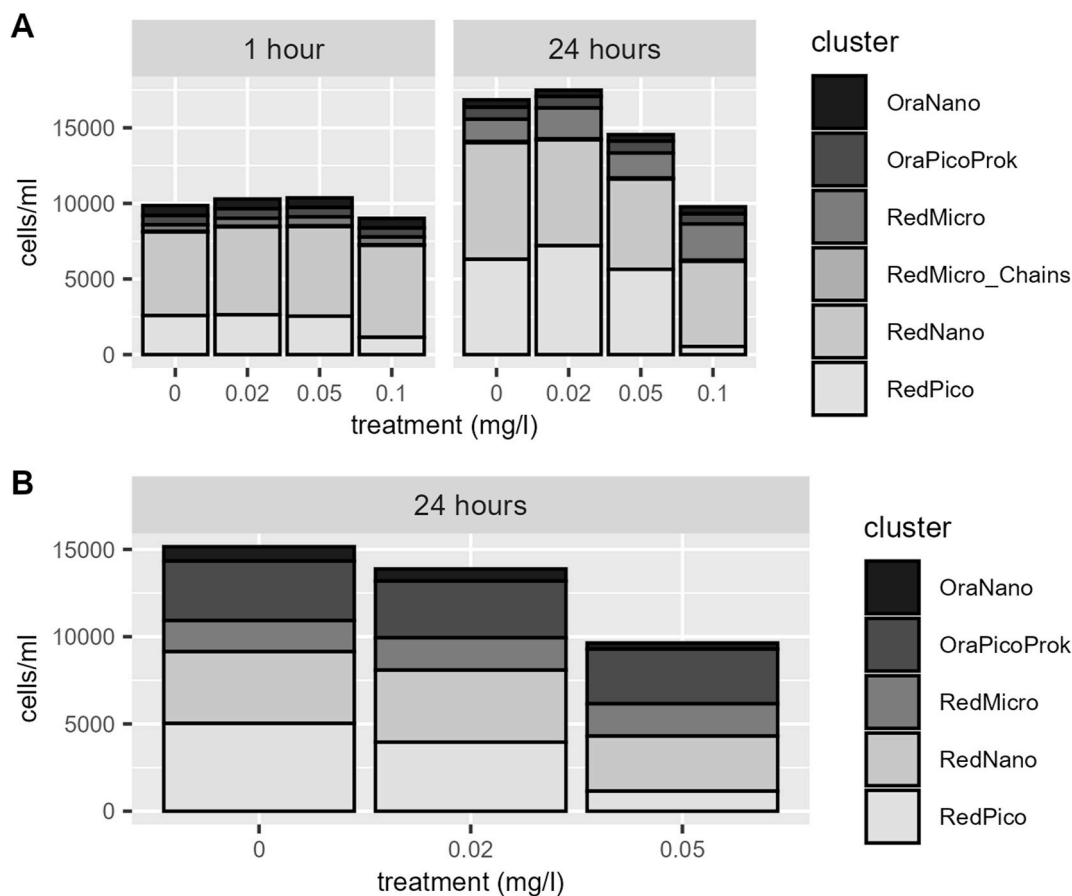 A
1 hour
24 hours
cluster
OraNano
OraPicoProk
RedMicro
RedMicro_Chains
RedNano
RedPico
cells/ml
15000
10000
5000
0
0 0.02 0.05 0.1
0 0.02 0.05 0.1
treatment (mg/l)
B
24 hours
cluster
OraNano
OraPicoProk
RedMicro
RedNano
RedPico
cells/ml
15000
10000
5000
0
0 0.02 0.05
treatment (mg/l)